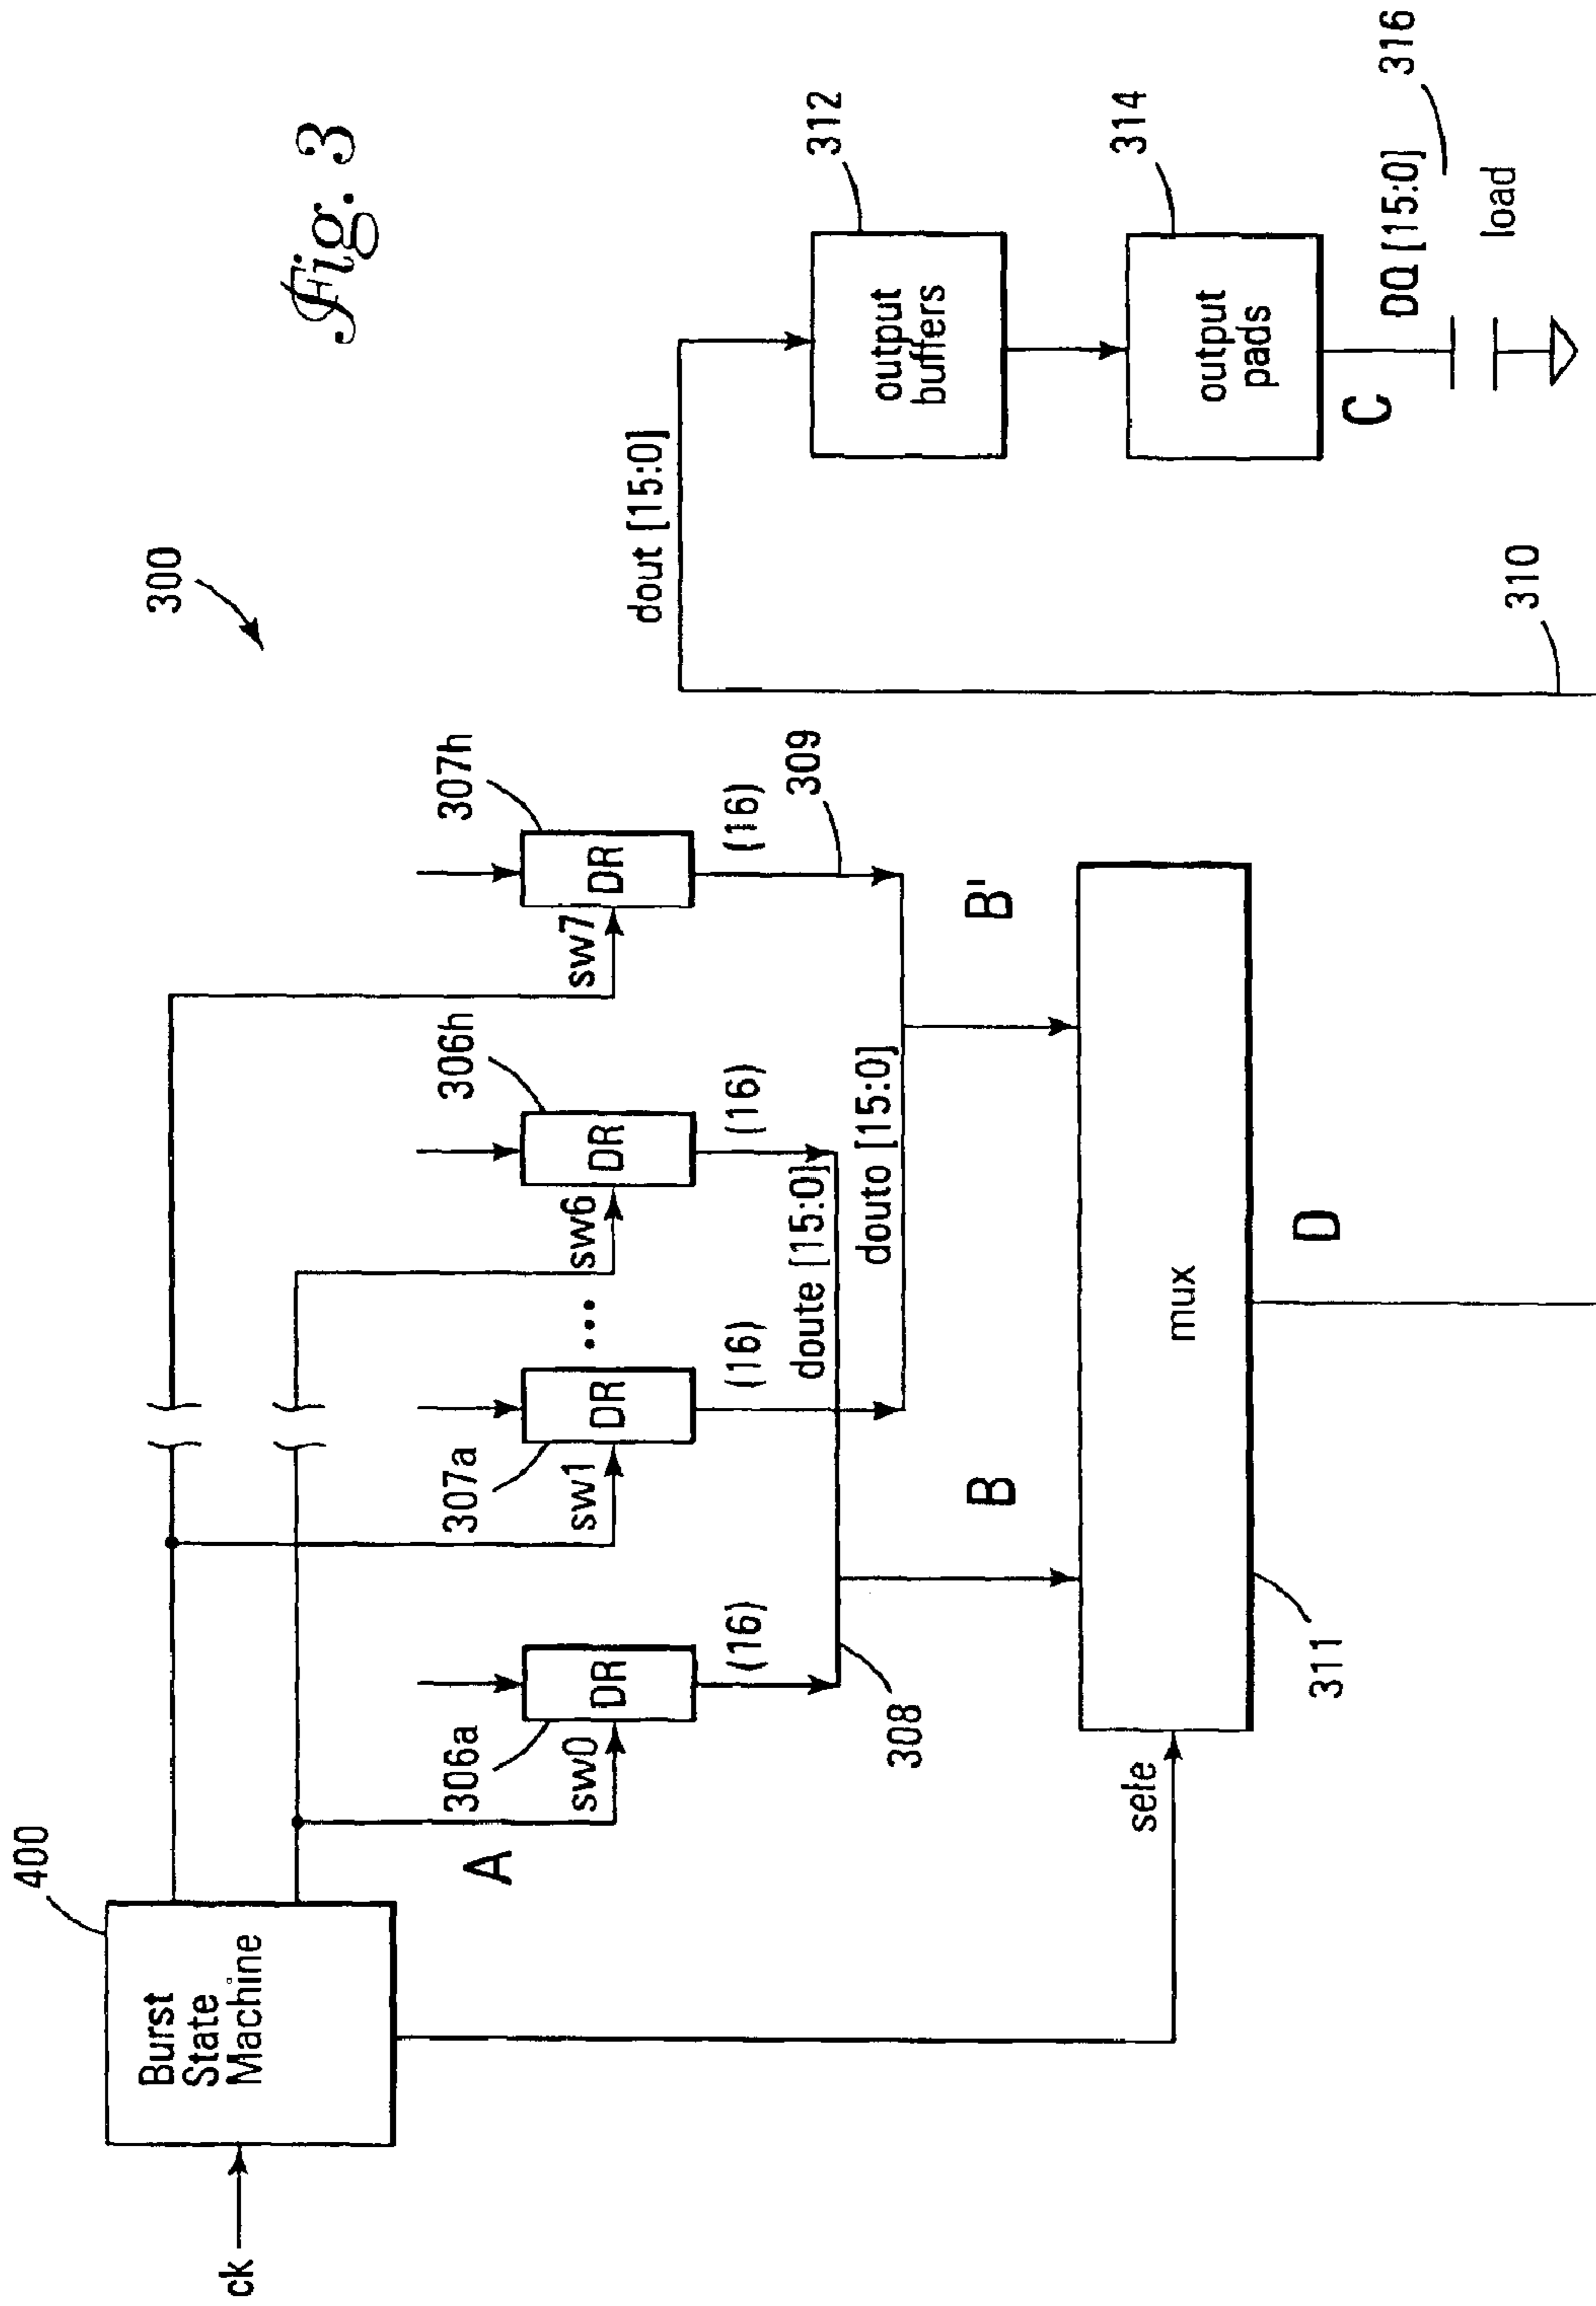 Fig. 3
300
400
Burst
State
Machine
ck
A
306a
sw0
DR
(16)
307a
sw1
DR
(16)
...
306h
sw6
DR
(16)
307h
sw7
DR
(16)
309
308
doute [15:0]
douto [15:0]
B
B'
sele
mux
311
D
310
dout [15:0]
output
buffers
312
output
pads
314
C
DQ [15:0]
316
load